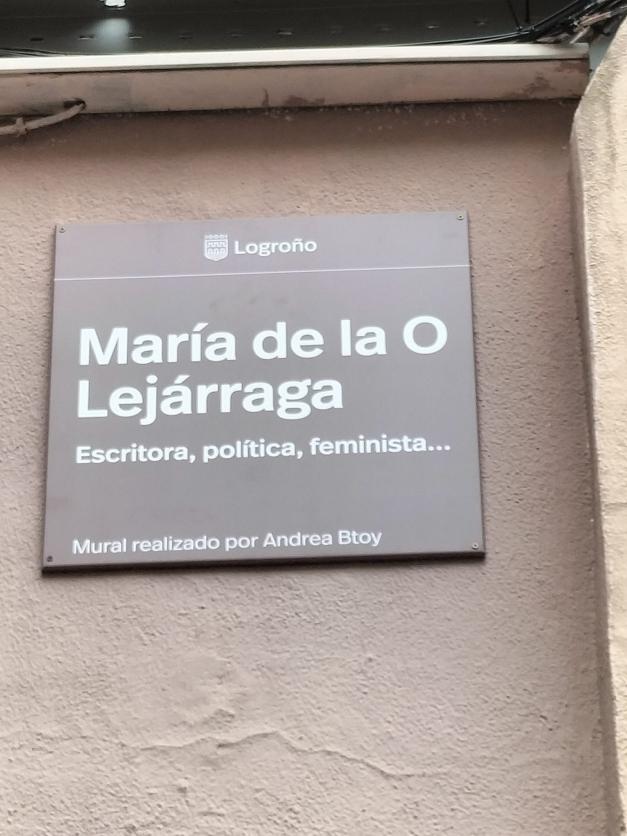 Logroño
María de la O
Lejárraga
Escritora, política, feminista...
Mural realizado por Andrea Btoy